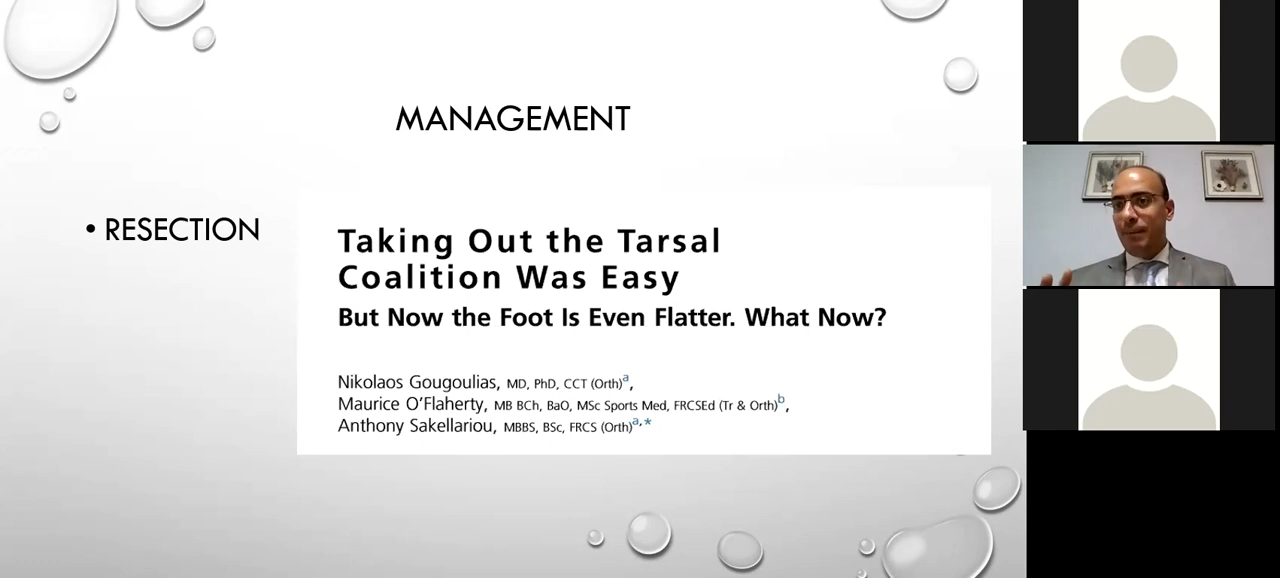 MANAGEMENT
• RESECTION
Taking Out the Tarsal
Coalition Was Easy
But Now the Foot Is Even Flatter. What Now?
Nikolaos Gougoulias, MD, PhD, CCT (Orth)a,
Maurice O’Flaherty, MB BCh, BaO, MSc Sports Med, FRCSEd (Tr & Orth)b,
Anthony Sakellariou, MBBS, BSc, FRCS (Orth)a,*